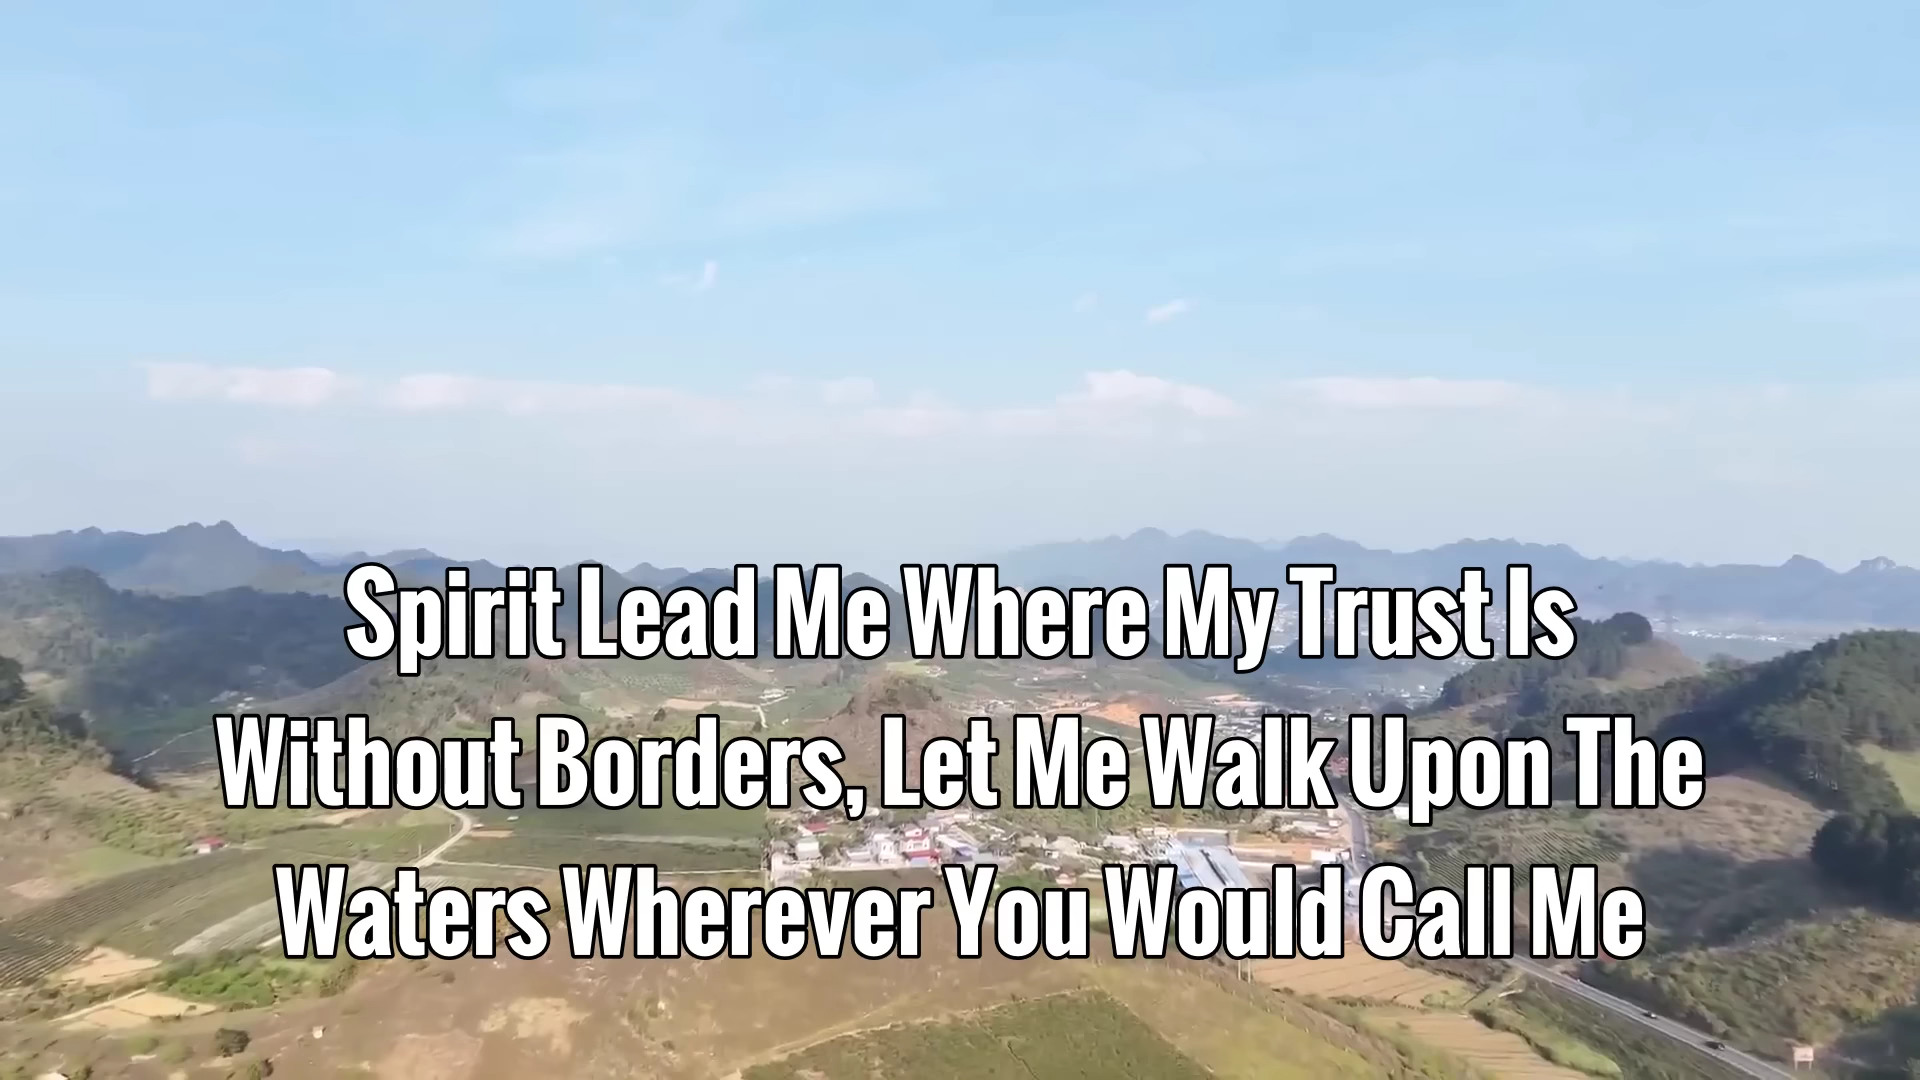 Spirit Lead Me Where My Trust Is
Without Borders, Let Me Walk Upon The
Waters Wherever You Would Call Me